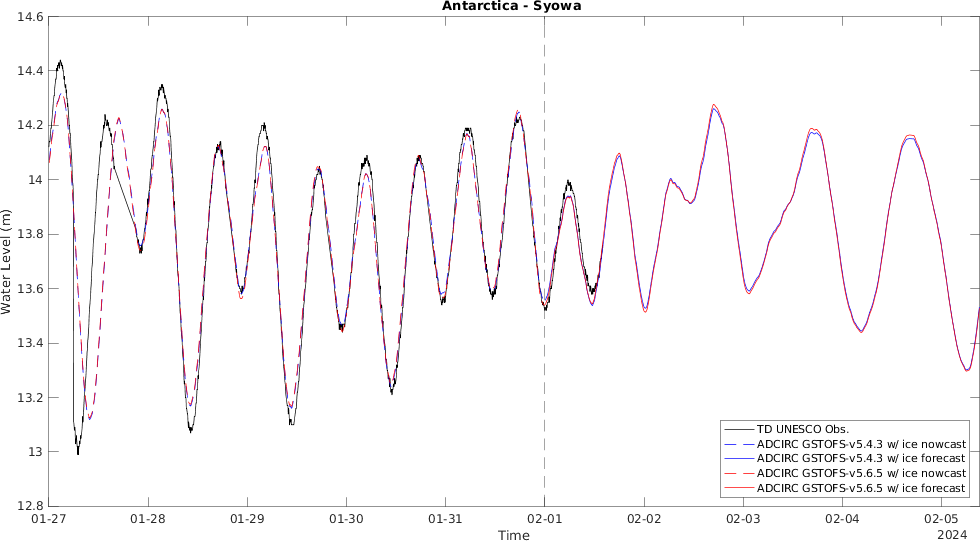 Antarctica - Syowa
14.6
14.4
14.2
14
13.8
13.6
13.4
13.2
13
12.8
Water Level (m)
01-27 01-28 01-29 01-30 01-31 02-01 02-02 02-03 02-04 02-05
Time
2024
TD UNESCO Obs.
ADCIRC GSTOFS-v5.4.3 w/ ice nowcast
ADCIRC GSTOFS-v5.4.3 w/ ice forecast
ADCIRC GSTOFS-v5.6.5 w/ ice nowcast
ADCIRC GSTOFS-v5.6.5 w/ ice forecast